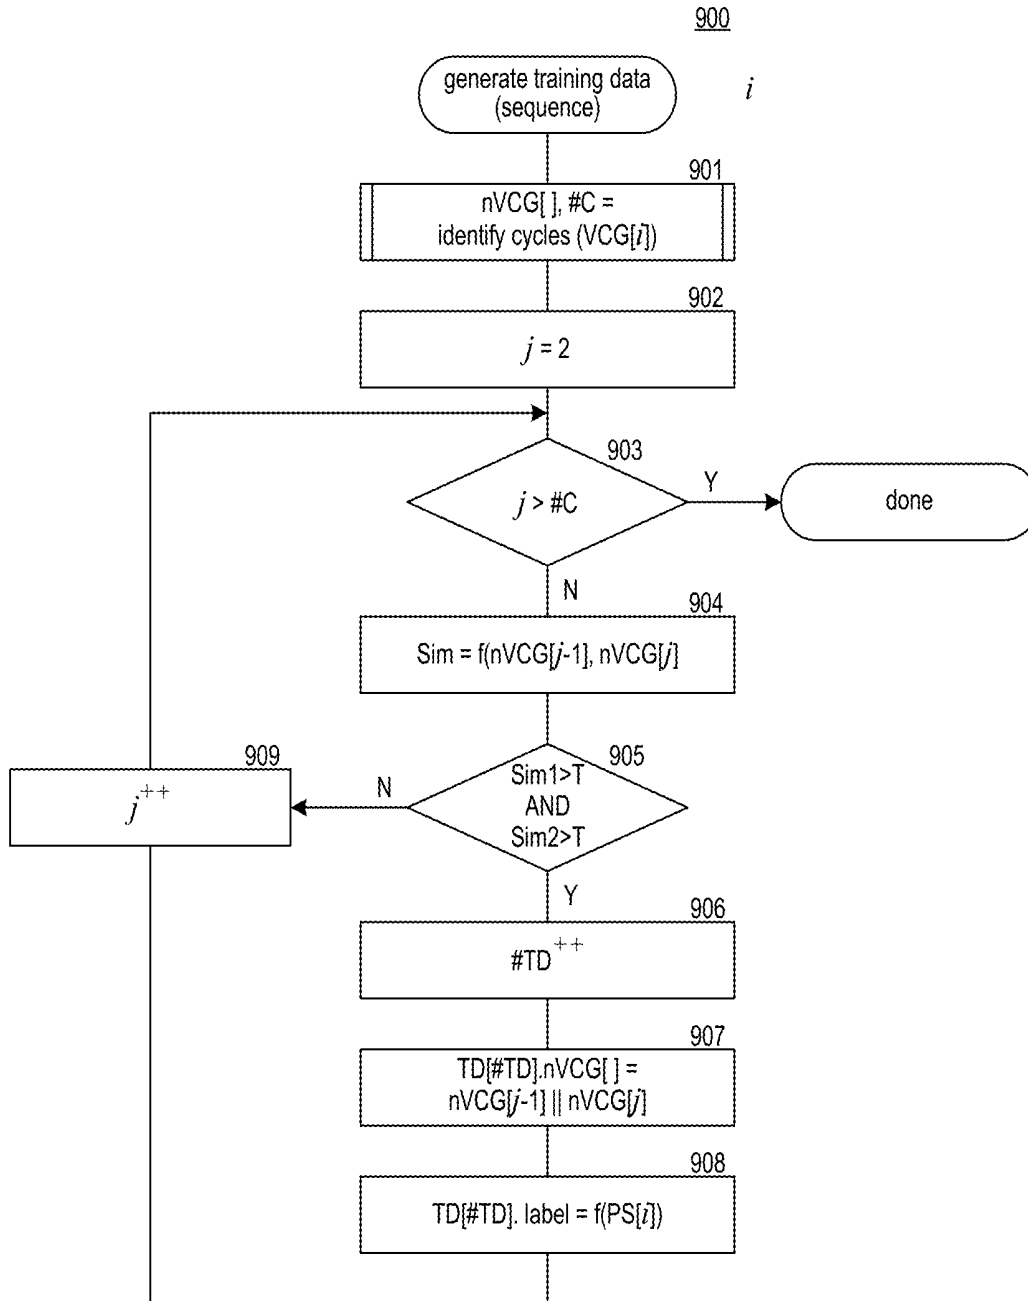 900
generate training data
(sequence)
i
901
nVCG[ ], #C =
identify cycles (VCG[i])
902
j = 2
903
j > #C
Y
done
N
904
Sim = f(nVCG[j-1], nVCG[j]
905
Sim1>T
AND
Sim2>T
N
909
j++
Y
906
#TD++
907
TD[#TD].nVCG[ ] =
nVCG[j-1] || nVCG[j]
908
TD[#TD]. label = f(PS[i])